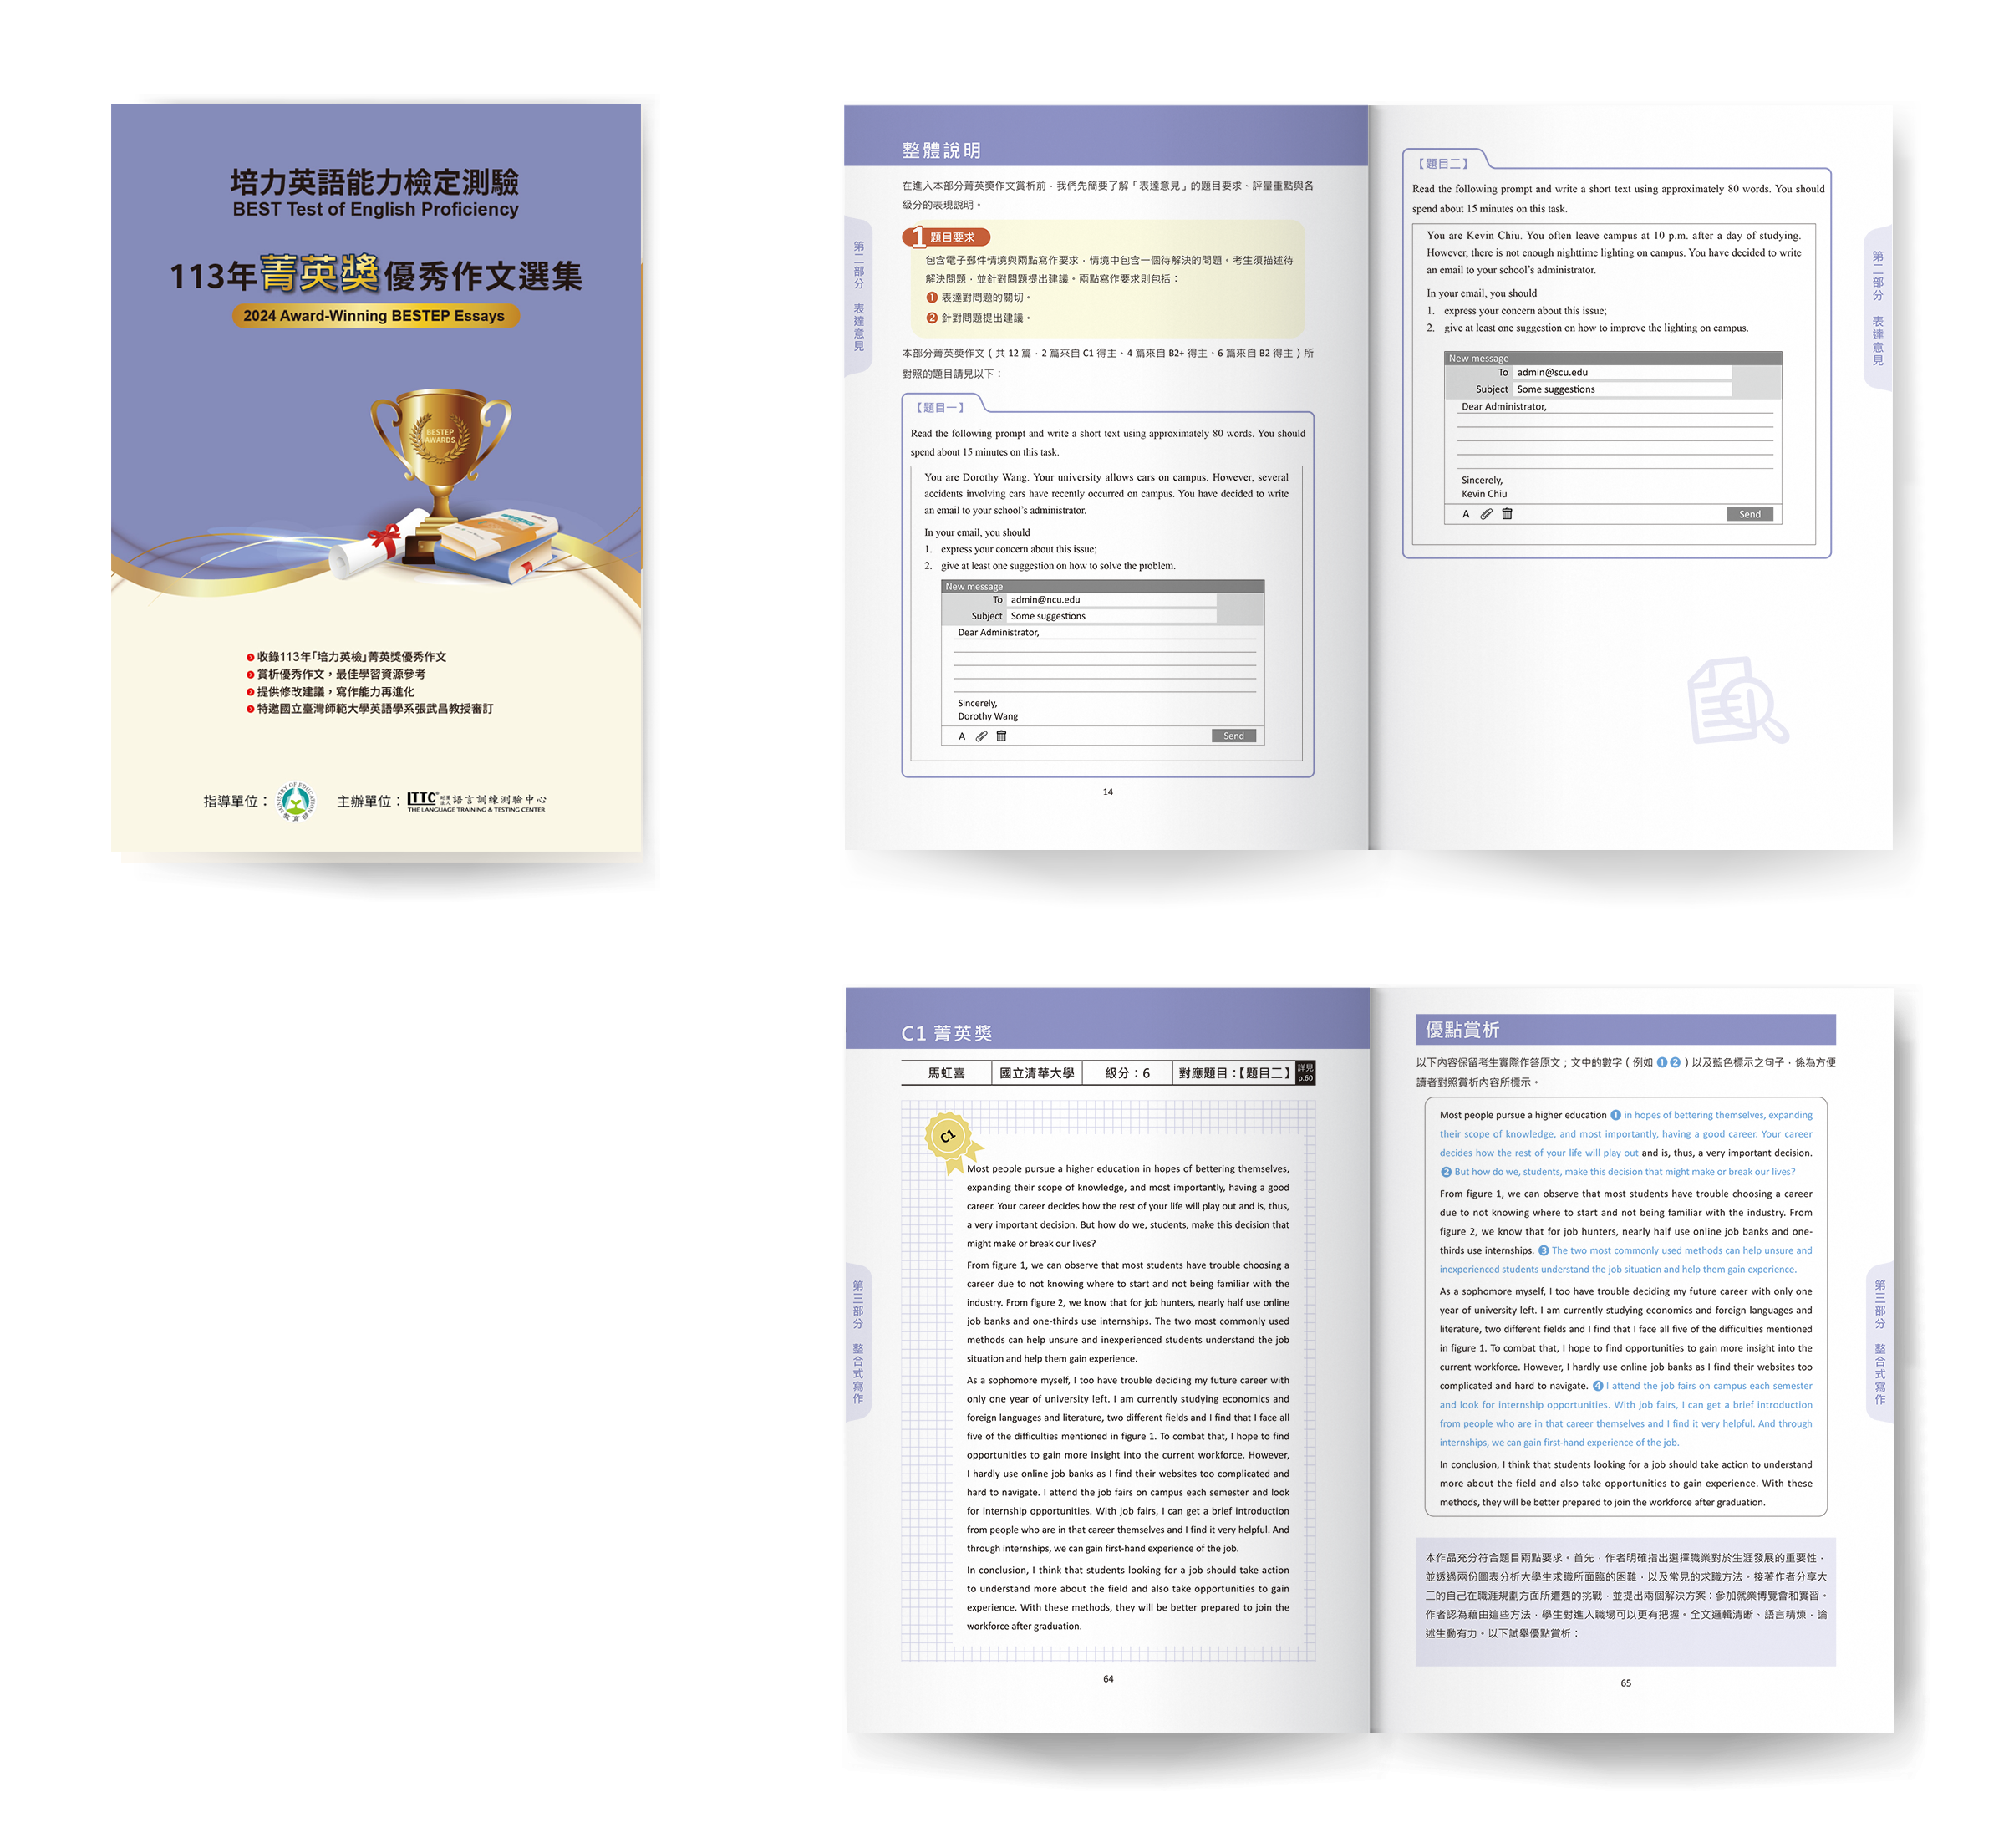 培力英語能力檢定測驗
BEST Test of English Proficiency
113年菁英獎優秀作文選集
2024 Award-Winning BESTEP Essays
BESTEP
AWARDS
收錄113年「培力英檢」菁英獎優秀作文
賞析優秀作文，最佳學習資源參考
提供修改建議，寫作能力再進化
特邀國立臺灣師範大學英語學系張武昌教授審訂
指導單位：
MINISTRY OF EDUCATION
教育部
主辦單位：
LTTC 財團法人 語言訓練測驗中心
THE LANGUAGE TRAINING & TESTING CENTER
整體說明
在進入本部分菁英獎作文賞析前，我們先簡要了解「表達意見」的題目要求、評量重點與各
級分的表現說明。
第二部分 表達意見
1 題目要求
包含電子郵件情境與兩點寫作要求，情境中包含一個待解決的問題。考生須描述待
解決問題，並針對問題提出建議。兩點寫作要求則包括：
1 表達對問題的關切。
2 針對問題提出建議。
本部分菁英獎作文（共 12 篇，2 篇來自 C1 得主、4 篇來自 B2+ 得主、6 篇來自 B2 得主）所
對照的題目請見以下：
【題目一】
Read the following prompt and write a short text using approximately 80 words. You should
spend about 15 minutes on this task.
You are Dorothy Wang. Your university allows cars on campus. However, several
accidents involving cars have recently occurred on campus. You have decided to write
an email to your school's administrator.
In your email, you should
1. express your concern about this issue;
2. give at least one suggestion on how to solve the problem.
New message
To admin@ncu.edu
Subject Some suggestions
Dear Administrator,
Sincerely,
Dorothy Wang
A
Send
14
【題目二】
Read the following prompt and write a short text using approximately 80 words. You should
spend about 15 minutes on this task.
You are Kevin Chiu. You often leave campus at 10 p.m. after a day of studying.
However, there is not enough nighttime lighting on campus. You have decided to write
an email to your school's administrator.
In your email, you should
1. express your concern about this issue;
2. give at least one suggestion on how to improve the lighting on campus.
New message
To admin@scu.edu
Subject Some suggestions
Dear Administrator,
Sincerely,
Kevin Chiu
A
Send
第二部分 表達意見
C1 菁英獎
馬虹喜 國立清華大學 級分：6 對應題目：【題目二】 詳見 p.60
C1
Most people pursue a higher education in hopes of bettering themselves,
expanding their scope of knowledge, and most importantly, having a good
career. Your career decides how the rest of your life will play out and is, thus,
a very important decision. But how do we, students, make this decision that
might make or break our lives?
From figure 1, we can observe that most students have trouble choosing a
career due to not knowing where to start and not being familiar with the
industry. From figure 2, we know that for job hunters, nearly half use online
job banks and one-thirds use internships. The two most commonly used
methods can help unsure and inexperienced students understand the job
situation and help them gain experience.
As a sophomore myself, I too have trouble deciding my future career with
only one year of university left. I am currently studying economics and
foreign languages and literature, two different fields and I find that I face all
five of the difficulties mentioned in figure 1. To combat that, I hope to find
opportunities to gain more insight into the current workforce. However,
I hardly use online job banks as I find their websites too complicated and
hard to navigate. I attend the job fairs on campus each semester and look
for internship opportunities. With job fairs, I can get a brief introduction
from people who are in that career themselves and I find it very helpful. And
through internships, we can gain first-hand experience of the job.
In conclusion, I think that students looking for a job should take action
to understand more about the field and also take opportunities to gain
experience. With these methods, they will be better prepared to join the
workforce after graduation.
第三部分 整合式寫作
64
優點賞析
以下內容保留考生實際作答原文；文中的數字（例如 1 2 ）以及藍色標示之句子，係為方便
讀者對照賞析內容所標示。
Most people pursue a higher education 1 in hopes of bettering themselves, expanding
their scope of knowledge, and most importantly, having a good career. Your career
decides how the rest of your life will play out and is, thus, a very important decision.
2 But how do we, students, make this decision that might make or break our lives?
From figure 1, we can observe that most students have trouble choosing a career
due to not knowing where to start and not being familiar with the industry. From
figure 2, we know that for job hunters, nearly half use online job banks and one-
thirds use internships. 3 The two most commonly used methods can help unsure and
inexperienced students understand the job situation and help them gain experience.
As a sophomore myself, I too have trouble deciding my future career with only one
year of university left. I am currently studying economics and foreign languages and
literature, two different fields and I find that I face all five of the difficulties mentioned
in figure 1. To combat that, I hope to find opportunities to gain more insight into the
current workforce. However, I hardly use online job banks as I find their websites too
complicated and hard to navigate. 4 I attend the job fairs on campus each semester
and look for internship opportunities. With job fairs, I can get a brief introduction
from people who are in that career themselves and I find it very helpful. And through
internships, we can gain first-hand experience of the job.
In conclusion, I think that students looking for a job should take action to understand
more about the field and also take opportunities to gain experience. With these
methods, they will be better prepared to join the workforce after graduation.
本作品充分符合題目兩點要求。首先，作者明確指出選擇職業對於生涯發展的重要性，
並透過兩份圖表分析大學生求職所面臨的困難，以及常見的求職方法。接著作者分享大
二的自己在職涯規劃方面所遭遇的挑戰，並提出兩個解決方案：參加就業博覽會和實習。
作者認為藉由這些方法，學生對進入職場可以更有把握。全文邏輯清晰、語言精煉，論
述生動有力。以下試舉優點賞析：
第三部分 整合式寫作
65